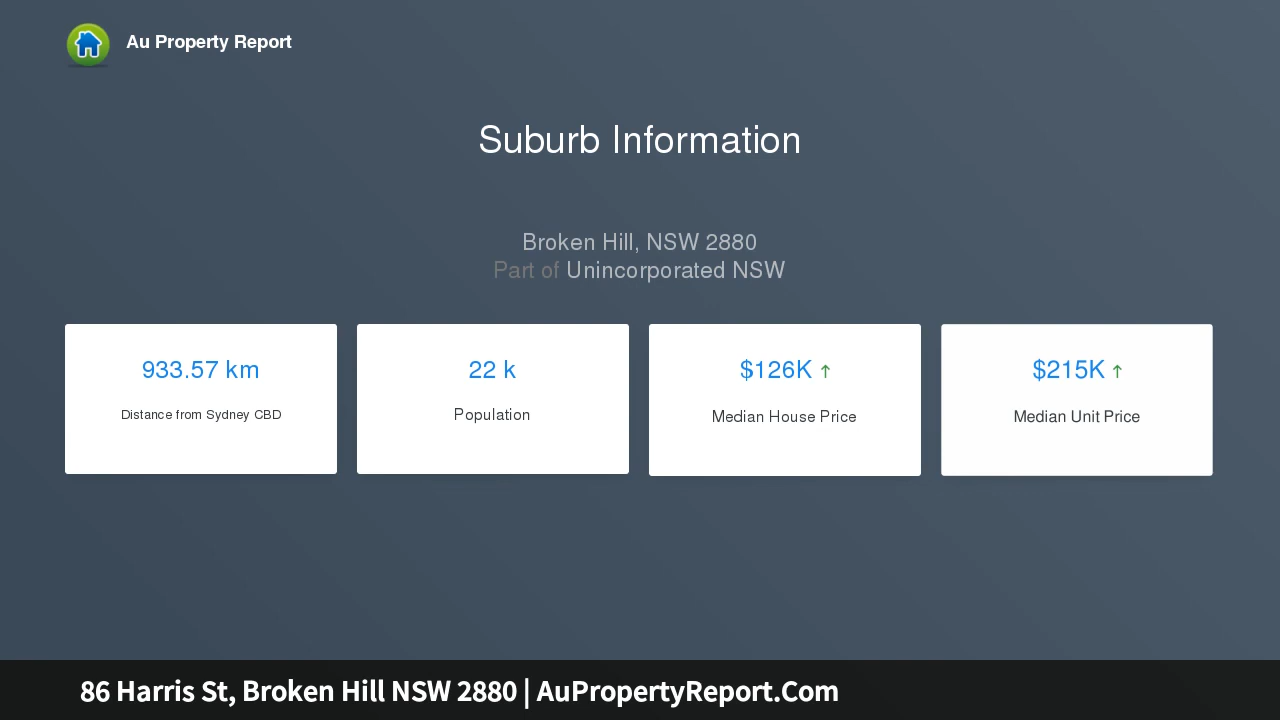 Au Property Report
Suburb Information
Broken Hill, NSW 2880
Part of Unincorporated NSW
933.57 km
Distance from Sydney CBD
22 k
Population
$126K ↑
Median House Price
$215K ↑
Median Unit Price
86 Harris St, Broken Hill NSW 2880 | AuPropertyReport.Com